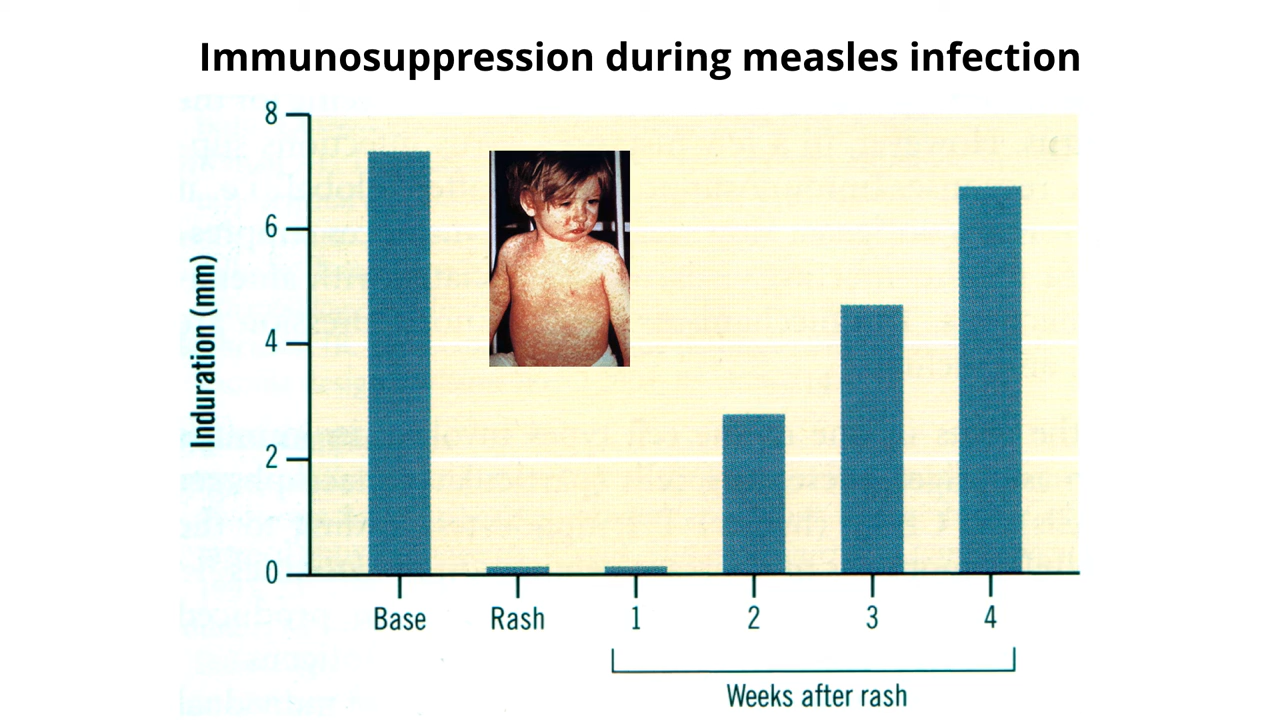 Immunosuppression during measles infection
8
6
4
2
0
Induration (mm)
Base Rash 1 2 3 4
Weeks after rash